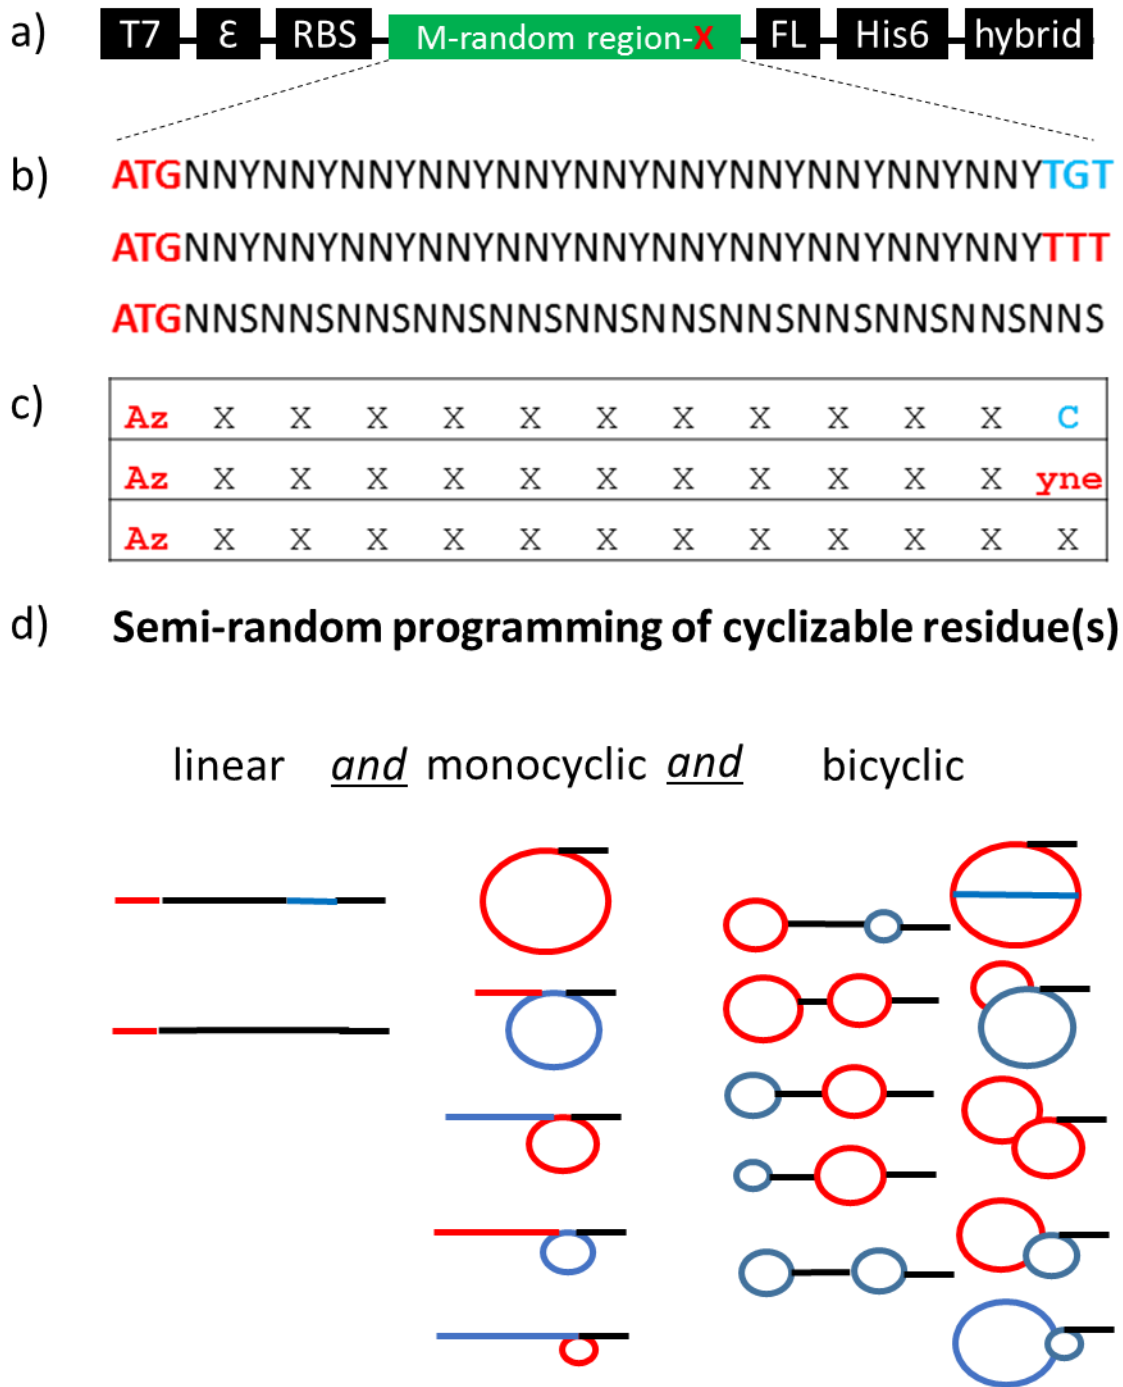 a) T7 ε RBS M-random region-X FL His6 hybrid
b) ATGNNYNNYNNYNNYNNYNNYNNYNNYNNYNNYNNYTGT
ATGNNYNNYNNYNNYNNYNNYNNYNNYNNYNNYNNYTTT
ATGNNSNNSNNSNNSNNSNNSNNSNNSNNSNNSNNSNNS
c) Az X X X X X X X X X X X C
Az X X X X X X X X X X X yne
Az X X X X X X X X X X X X
d) Semi-random programming of cyclizable residue(s)
linear and monocyclic and bicyclic